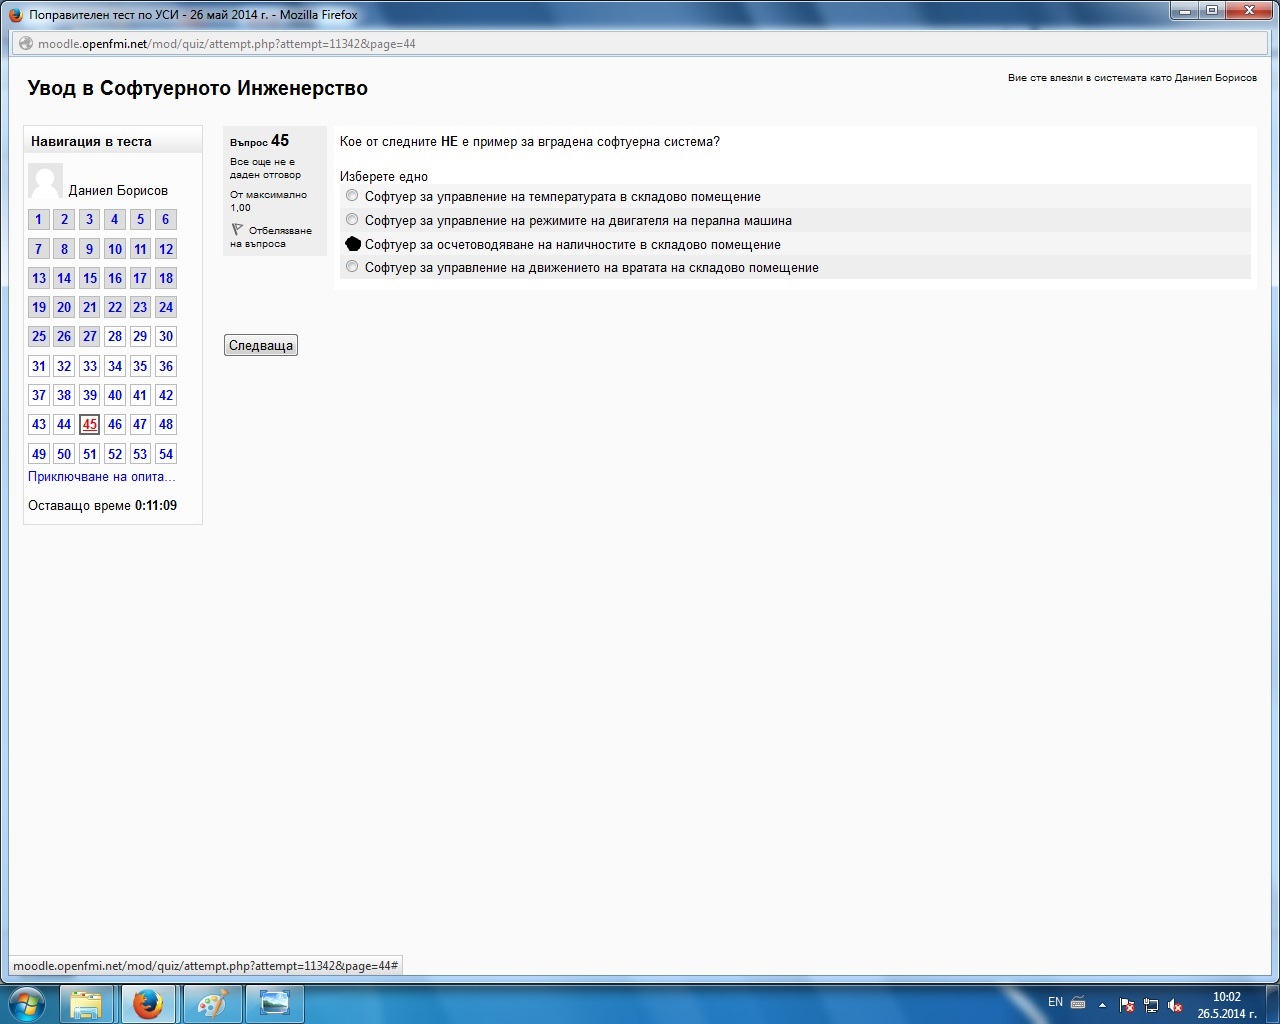 Поправителен тест по УСИ - 26 май 2014 г. - Mozilla Firefox
moodle.openfmi.net/mod/quiz/attempt.php?attempt=11342&page=44
Увод в Софтуерното Инженерство
Вие сте влезли в системата като Даниел Борисов
Навигация в теста
Даниел Борисов
1 2 3 4 5 6
7 8 9 10 11 12
13 14 15 16 17 18
19 20 21 22 23 24
25 26 27 28 29 30
31 32 33 34 35 36
37 38 39 40 41 42
43 44 45 46 47 48
49 50 51 52 53 54
Приключване на опита...
Оставащо време 0:11:09
Въпрос 45
Все още не е
даден отговор
От максимално
1,00
Отбелязване
на въпроса
Кое от следните НЕ е пример за вградена софтуерна система?
Изберете едно
Софтуер за управление на температурата в складово помещение
Софтуер за управление на режимите на двигателя на перална машина
Софтуер за осчетоводяване на наличностите в складово помещение
Софтуер за управление на движението на вратата на складово помещение
Следваща
moodle.openfmi.net/mod/quiz/attempt.php?attempt=11342&page=44#
EN
10:02
26.5.2014 г.